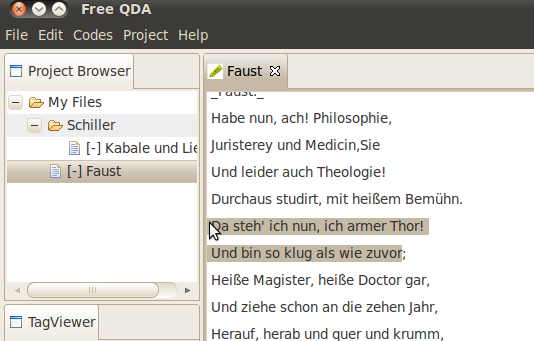 Free QDA
File Edit Codes Project Help
Project Browser
My Files
Schiller
[-] Kabale und Lie
[-] Faust
TagViewer
Faust
_Faust:_
Habe nun, ach! Philosophie,
Juristerey und Medicin,Sie
Und leider auch Theologie!
Durchaus studirt, mit heißem Bemühn.
Da steh' ich nun, ich armer Thor!
Und bin so klug als wie zuvor;
Heiße Magister, heiße Doctor gar,
Und ziehe schon an die zehen Jahr,
Herauf, herab und quer und krumm,